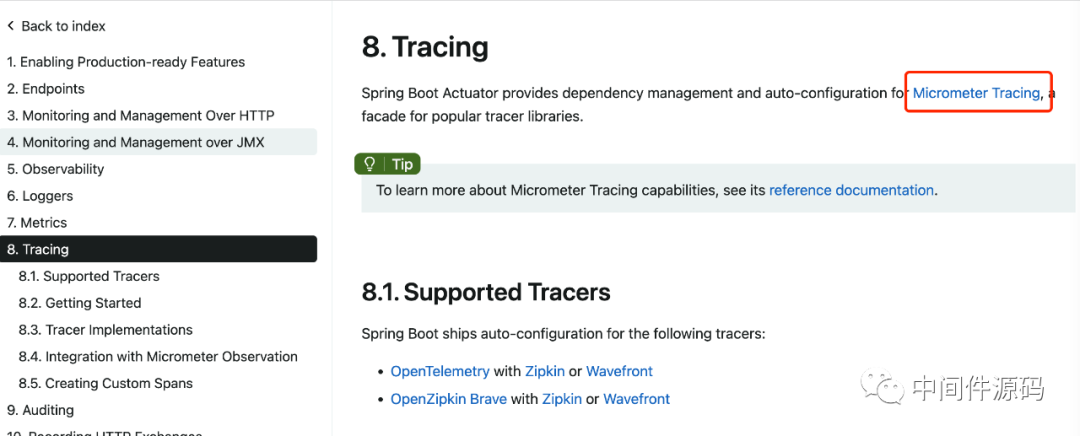 Back to index
1. Enabling Production-ready Features
2. Endpoints
3. Monitoring and Management Over HTTP
4. Monitoring and Management over JMX
5. Observability
6. Loggers
7. Metrics
8. Tracing
8.1. Supported Tracers
8.2. Getting Started
8.3. Tracer Implementations
8.4. Integration with Micrometer Observation
8.5. Creating Custom Spans
9. Auditing
10. Recording HTTP Exchanges
8. Tracing
Spring Boot Actuator provides dependency management and auto-configuration for Micrometer Tracing, a
facade for popular tracer libraries.
Tip
To learn more about Micrometer Tracing capabilities, see its reference documentation.
8.1. Supported Tracers
Spring Boot ships auto-configuration for the following tracers:
• OpenTelemetry with Zipkin or Wavefront
• OpenZipkin Brave with Zipkin or Wavefront
中间件源码